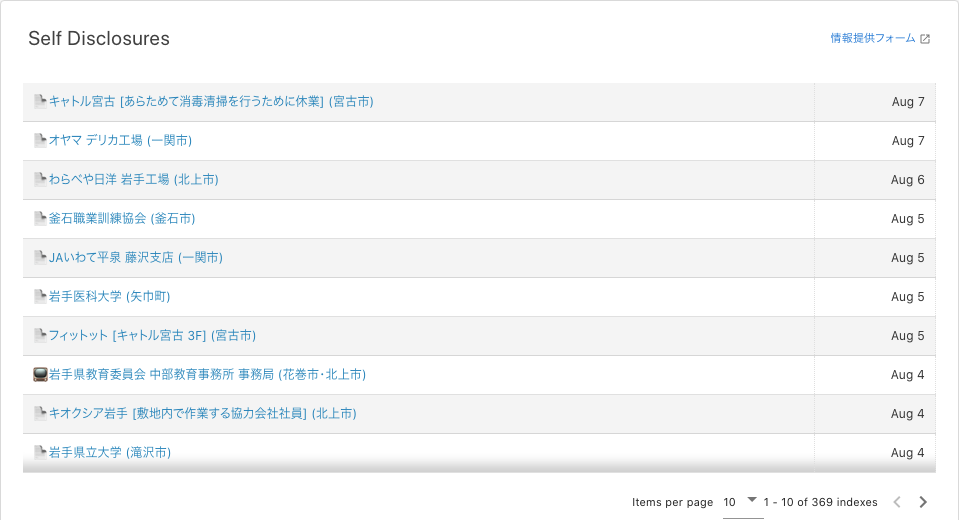 Self Disclosures
情報提供フォーム
キャトル宮古 [あらためて消毒清掃を行うために休業] (宮古市) Aug 7
オヤマ デリカ工場 (一関市) Aug 7
わらべや日洋 岩手工場 (北上市) Aug 6
釜石職業訓練協会 (釜石市) Aug 5
JAいわて平泉 藤沢支店 (一関市) Aug 5
岩手医科大学 (矢巾町) Aug 5
フィットット [キャトル宮古 3F] (宮古市) Aug 5
岩手県教育委員会 中部教育事務所 事務局 (花巻市・北上市) Aug 4
キオクシア岩手 [敷地内で作業する協力会社社員] (北上市) Aug 4
岩手県立大学 (滝沢市) Aug 4
Items per page 10 1 - 10 of 369 indexes